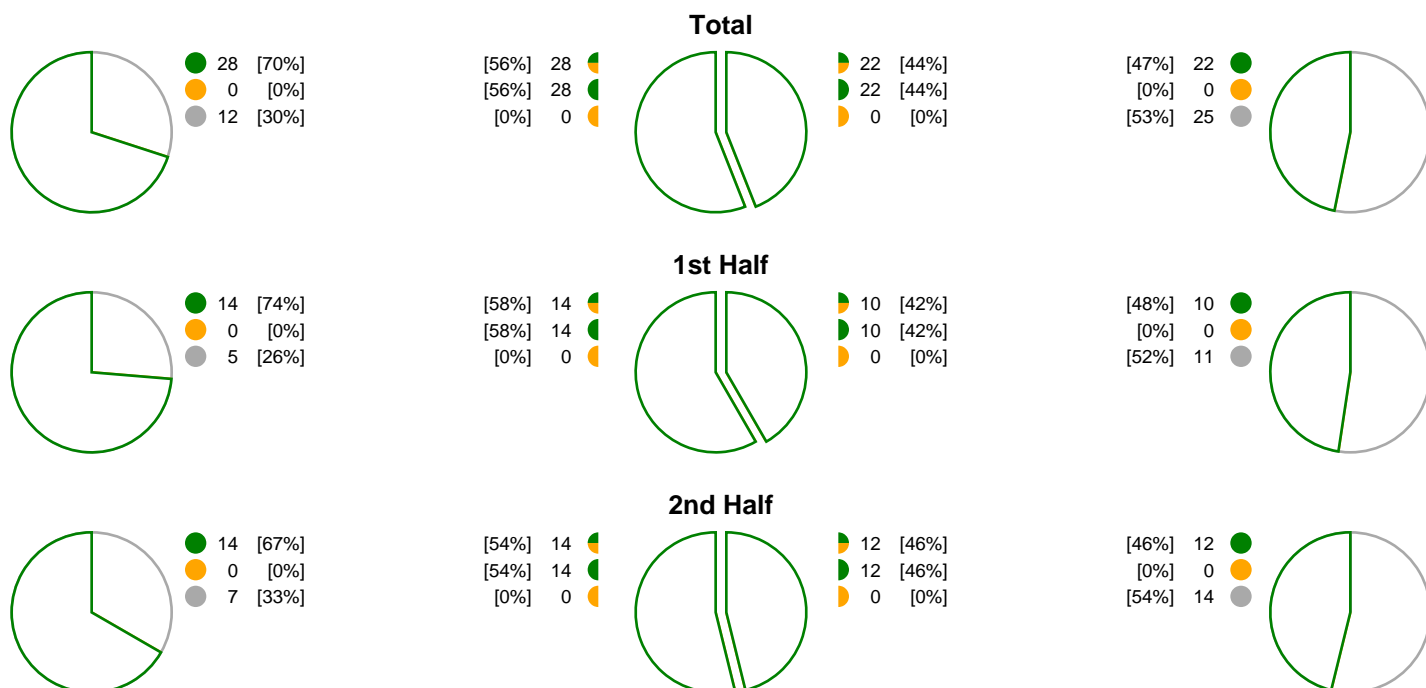 Total
28 [70%] [56%] 28 22 [44%] [47%] 22
0 [0%] [56%] 28 22 [44%] [0%] 0
12 [30%] [0%] 0 0 [0%] [53%] 25
1st Half
14 [74%] [58%] 14 10 [42%] [48%] 10
0 [0%] [58%] 14 10 [42%] [0%] 0
5 [26%] [0%] 0 0 [0%] [52%] 11
2nd Half
14 [67%] [54%] 14 12 [46%] [46%] 12
0 [0%] [54%] 14 12 [46%] [0%] 0
7 [33%] [0%] 0 0 [0%] [54%] 14